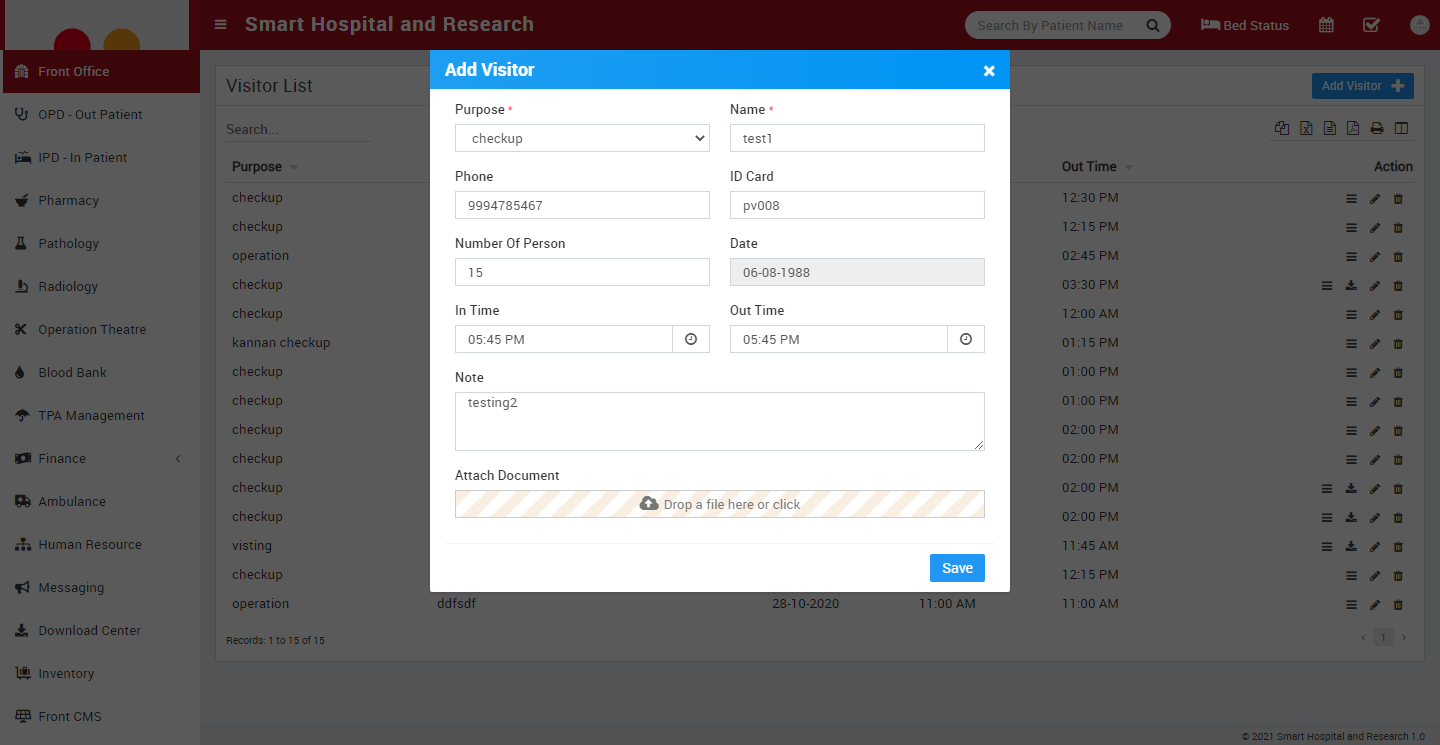 Smart Hospital and Research
Search By Patient Name
Bed Status
Front Office
OPD - Out Patient
IPD - In Patient
Pharmacy
Pathology
Radiology
Operation Theatre
Blood Bank
TPA Management
Finance
Ambulance
Human Resource
Messaging
Download Center
Inventory
Front CMS
Visitor List
Add Visitor
Search...
Purpose Out Time Action
checkup 12:30 PM
checkup 12:15 PM
operation 02:45 PM
checkup 03:30 PM
checkup 12:00 AM
kannan checkup 01:15 PM
checkup 01:00 PM
checkup 01:00 PM
checkup 02:00 PM
checkup 02:00 PM
checkup 02:00 PM
checkup 02:00 PM
visting 11:45 AM
checkup 12:15 PM
operation ddfsdf 28-10-2020 11:00 AM 11:00 AM
Records: 1 to 15 of 15
1
Add Visitor
Purpose * Name *
checkup test1
Phone ID Card
9994785467 pv008
Number Of Person Date
15 06-08-1988
In Time Out Time
05:45 PM 05:45 PM
Note
testing2
Attach Document
Drop a file here or click
Save
© 2021 Smart Hospital and Research 1.0